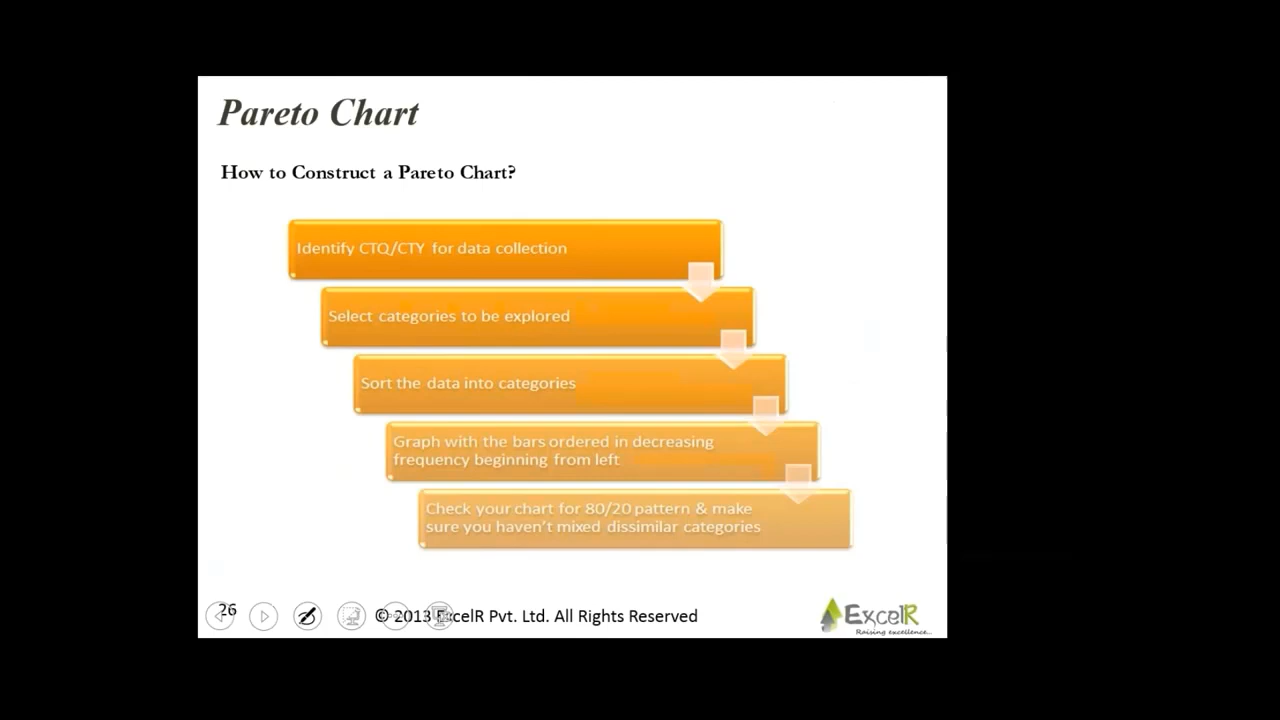 Pareto Chart
How to Construct a Pareto Chart?
Identify CTQ/CTY for data collection
Select categories to be explored
Sort the data into categories
Graph with the bars ordered in decreasing
frequency beginning from left
Check your chart for 80/20 pattern & make
sure you haven't mixed dissimilar categories
26
© 2013 ExcelR Pvt. Ltd. All Rights Reserved
ExcelR
Raising excellence...